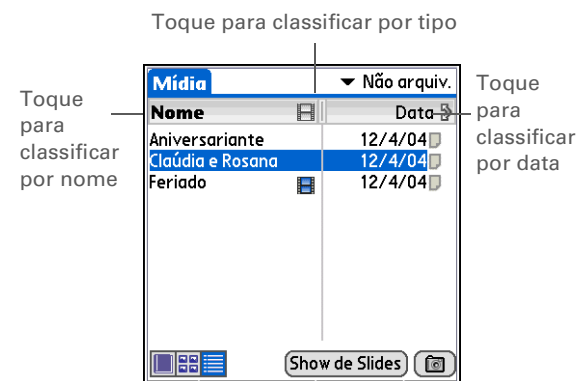 Toque para classificar por tipo
Mídia
Não arquiv.
Toque
para
classificar
por nome
Toque
para
classificar
por data
Nome
Data
Aniversariante 12/4/04
Claúdia e Rosana 12/4/04
Feriado 12/4/04
Show de Slides